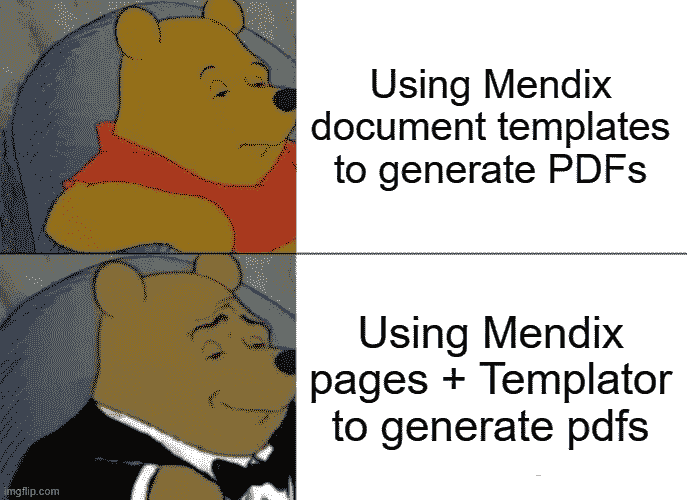 Using Mendix
document templates
to generate PDFs
Using Mendix
pages + Templator
to generate pdfs
imgflip.com